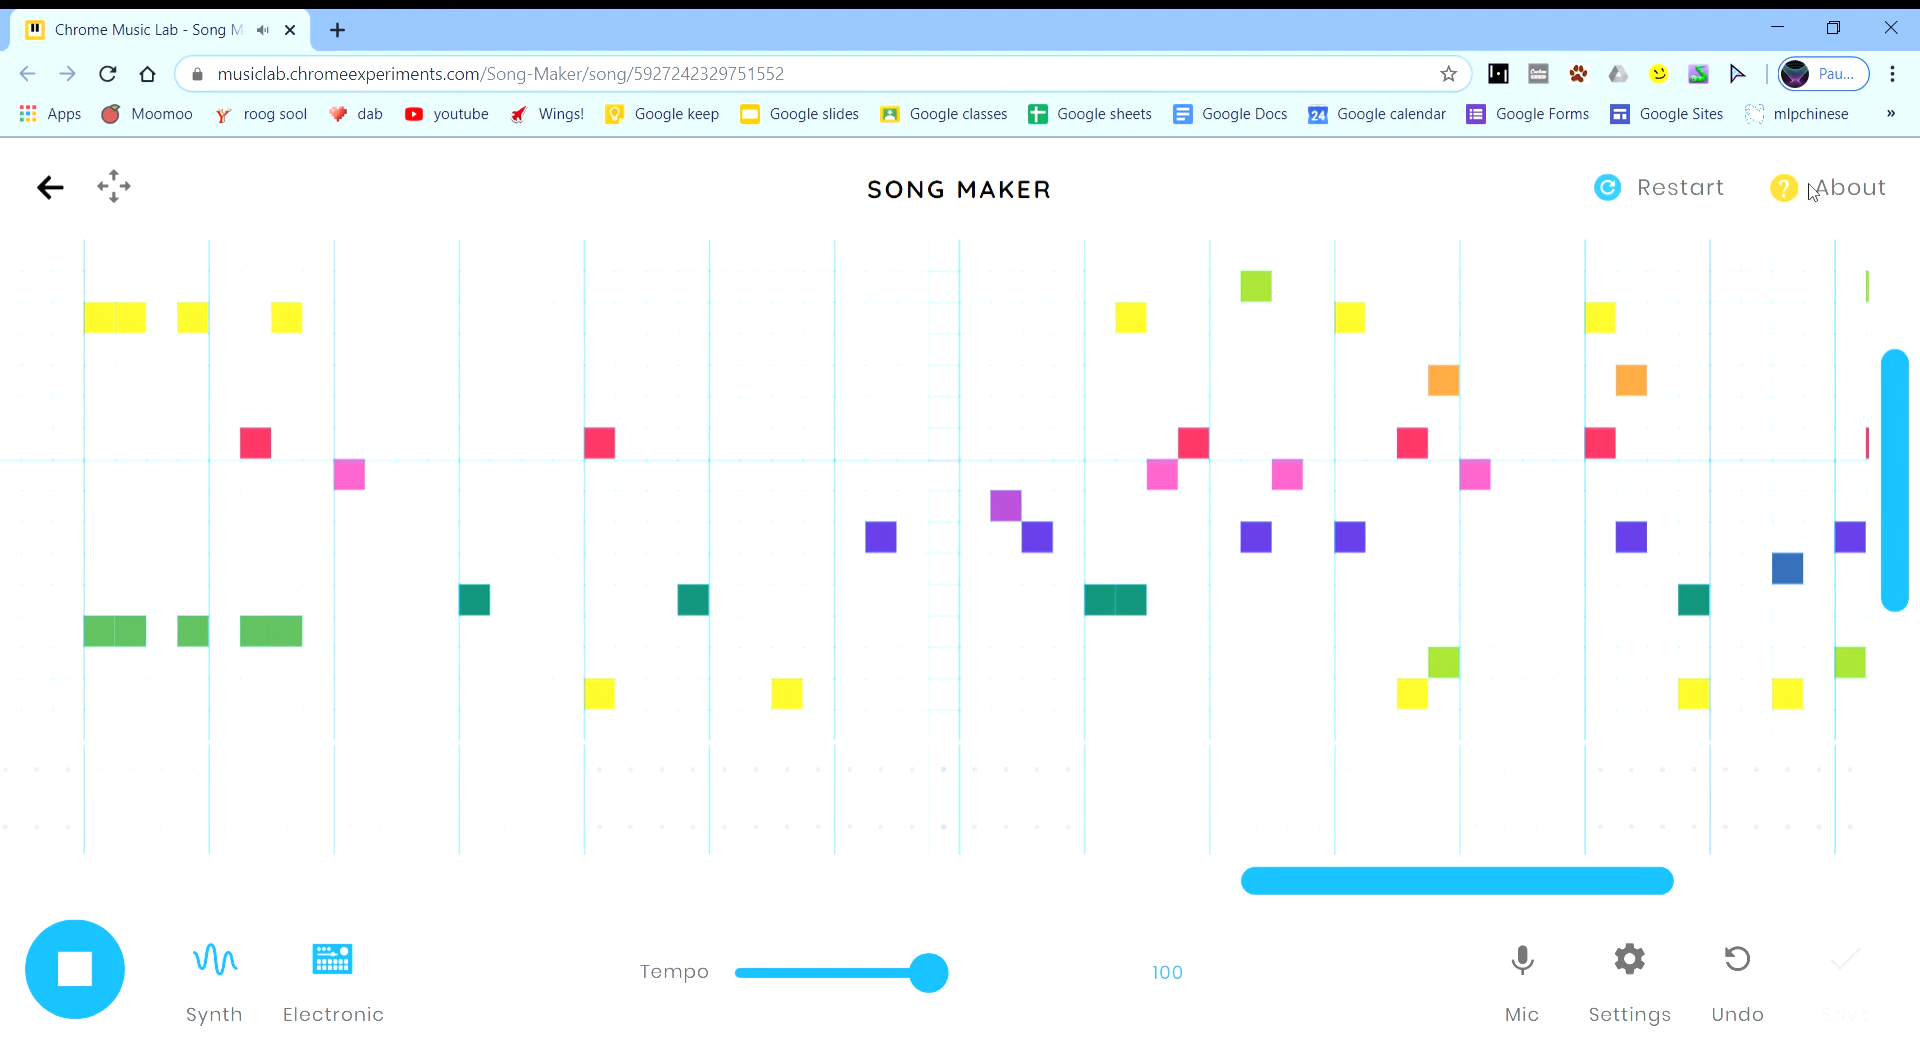 Chrome Music Lab - Song M
musiclab.chromeexperiments.com/Song-Maker/song/5927242329751552
Pau...
Apps Moomoo roog sool dab youtube Wings! Google keep Google slides Google classes Google sheets Google Docs 24 Google calendar Google Forms Google Sites mlpchinese »
SONG MAKER
? Restart About
Tempo 100
Synth Electronic Mic Settings Undo